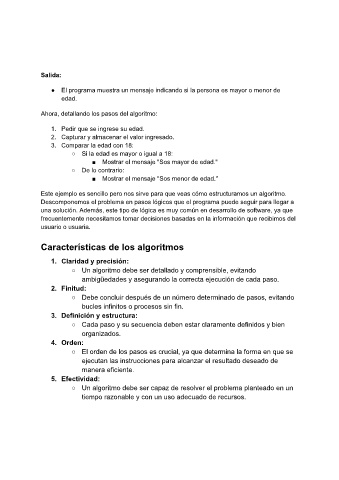 Salida:
● El programa muestra un mensaje indicando si la persona es mayor o menor de
edad.
Ahora, detallando los pasos del algoritmo:
1. Pedir que se ingrese su edad.
2. Capturar y almacenar el valor ingresado.
3. Comparar la edad con 18:
○ Si la edad es mayor o igual a 18:
■ Mostrar el mensaje "Sos mayor de edad."
○ De lo contrario:
■ Mostrar el mensaje "Sos menor de edad."
Este ejemplo es sencillo pero nos sirve para que veas cómo estructuramos un algoritmo.
Descomponemos el problema en pasos lógicos que el programa puede seguir para llegar a
una solución. Además, este tipo de lógica es muy común en desarrollo de software, ya que
frecuentemente necesitamos tomar decisiones basadas en la información que recibimos del
usuario o usuaria.
Características de los algoritmos
1. Claridad y precisión:
○ Un algoritmo debe ser detallado y comprensible, evitando
ambigüedades y asegurando la correcta ejecución de cada paso.
2. Finitud:
○ Debe concluir después de un número determinado de pasos, evitando
bucles infinitos o procesos sin fin.
3. Definición y estructura:
○ Cada paso y su secuencia deben estar claramente definidos y bien
organizados.
4. Orden:
○ El orden de los pasos es crucial, ya que determina la forma en que se
ejecutan las instrucciones para alcanzar el resultado deseado de
manera eficiente.
5. Efectividad:
○ Un algoritmo debe ser capaz de resolver el problema planteado en un
tiempo razonable y con un uso adecuado de recursos.